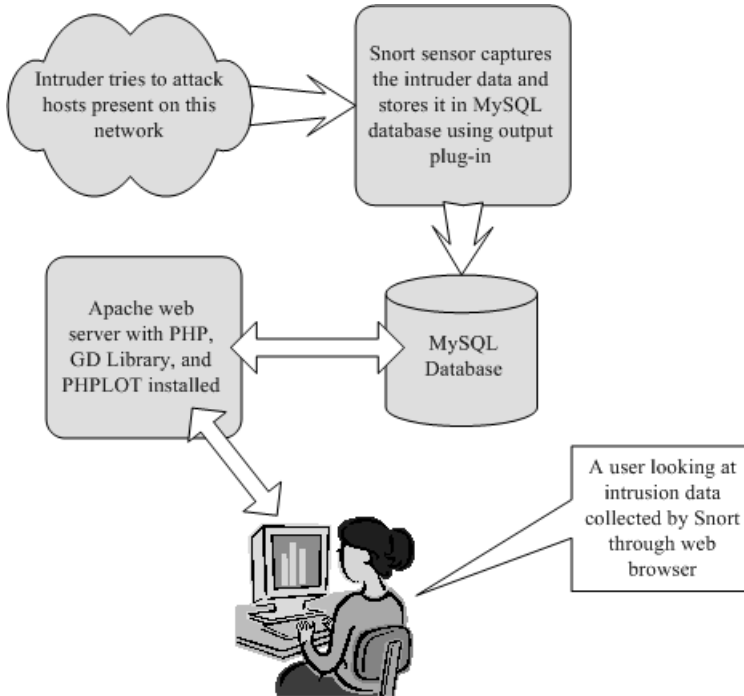 Intruder tries to attack
hosts present on this
network
Snort sensor captures
the intruder data and
stores it in MySQL
database using output
plug-in
Apache web
server with PHP,
GD Library, and
PHPLOT installed
MySQL
Database
A user looking at
intrusion data
collected by Snort
through web
browser